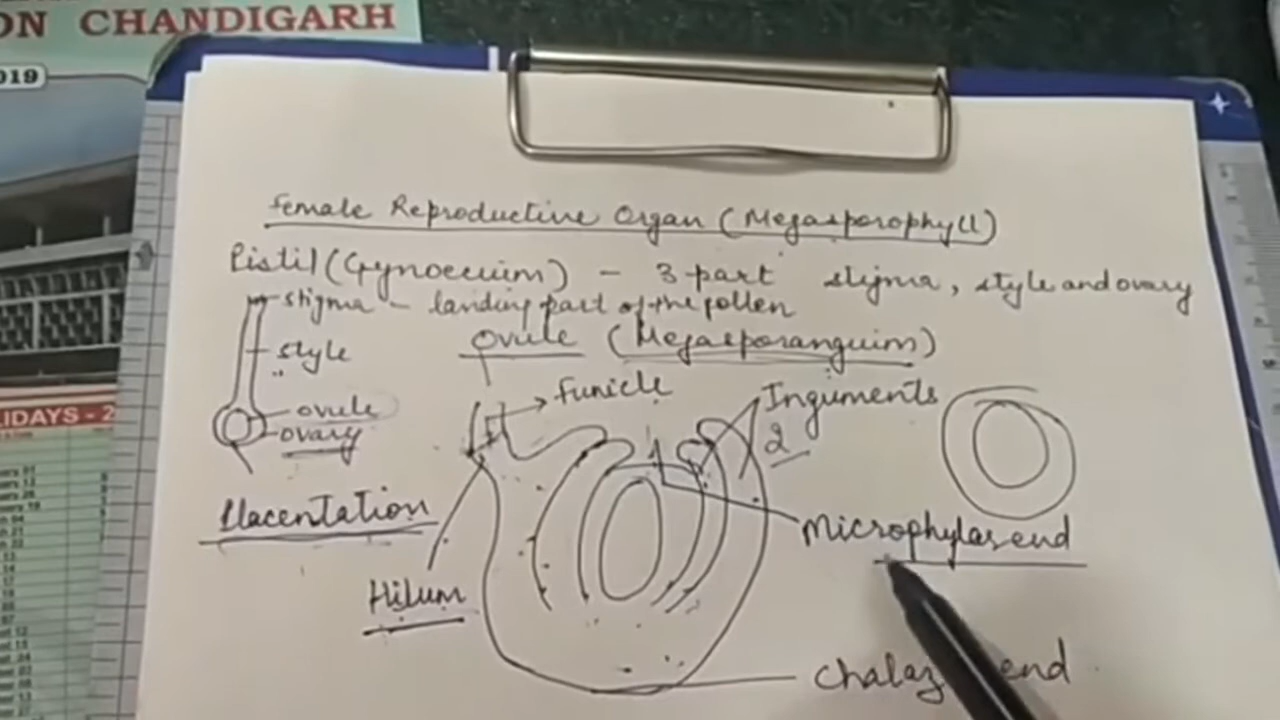 ON CHANDIGARH
019
Female Reproductive Organ (Megasporophyll)
Pistil (Gynoecium) - 3 part stigma, style and ovary
stigma - landing part of the pollen
Ovule (Megasporanguim)
style
Funicle
Inguments
2
ovule
ovary
Placentation
Microphylar end
Hilum
Chalaz end
LIDAYS - 2